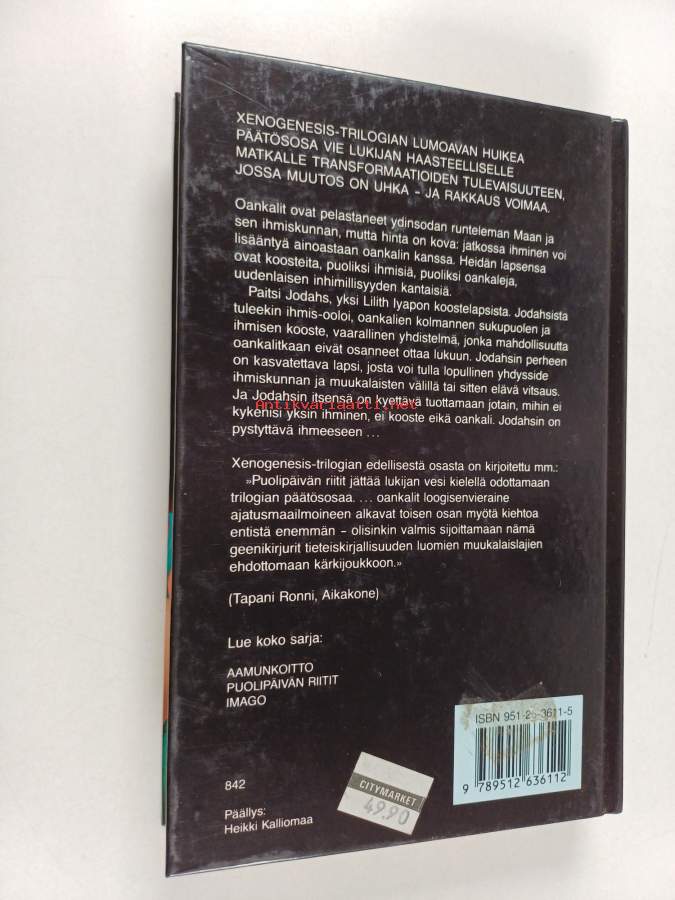 XENOGENESIS-TRILOGIAN LUMOAVAN HUIKEA
PÄÄTÖSOSA VIE LUKIJAN HAASTEELLISELLE
MATKALLE TRANSFORMAATIOIDEN TULEVAISUUTEEN,
JOSSA MUUTOS ON UHKA – JA RAKKAUS VOIMAA.
Oankalit ovat pelastaneet ydinsodan runteleman Maan ja
sen ihmiskunnan, mutta hinta on kova: jatkossa ihminen voi
lisääntyä ainoastaan oankalin kanssa. Heidän lapsensa
ovat koosteita, puoliksi ihmisiä, puoliksi oankaleja,
uudenlaisen inhimillisyyden kantaisiä.
Paitsi Jodahs, yksi Lilith Iyapon koostelapsista. Jodahsista
tuleekin ihmis-ooloi, oankalien kolmannen sukupuolen ja
ihmisen kooste, vaarallinen yhdistelmä, jonka mahdollisuutta
oankalitkaan eivät osanneet ottaa lukuun. Jodahsin perheen
on kasvatettava lapsi, josta voi tulla lopullinen yhdysside
ihmiskunnan ja muukalaisten välillä tai sitten elävä vitsaus.
Ja Jodahsin itsensä on kyettävä tuottamaan jotain, mihin ei
Antikvariaatti.net
kykenisi yksin ihminen, ei kooste eikä oankali. Jodahsin on
pystyttävä ihmeeseen ...
Xenogenesis-trilogian edellisestä osasta on kirjoitettu mm.:
»Puolipäivän riitit jättää lukijan vesi kielellä odottamaan
trilogian päätösosaa. ... oankalit loogisenvieraine
ajatusmaailmoineen alkavat toisen osan myötä kiehtoa
entistä enemmän – olisinkin valmis sijoittamaan nämä
geenikirjurit tieteiskirjallisuuden luomien muukalaislajien
ehdottomaan kärkijoukkoon.»
(Tapani Ronni, Aikakone)
Lue koko sarja:
AAMUNKOITTO
PUOLIPÄIVÄN RIITIT
IMAGO
ISBN 951-26-3611-5
9 789512 636112
CITYMARKET
49.90
842
Päällys:
Heikki Kalliomaa